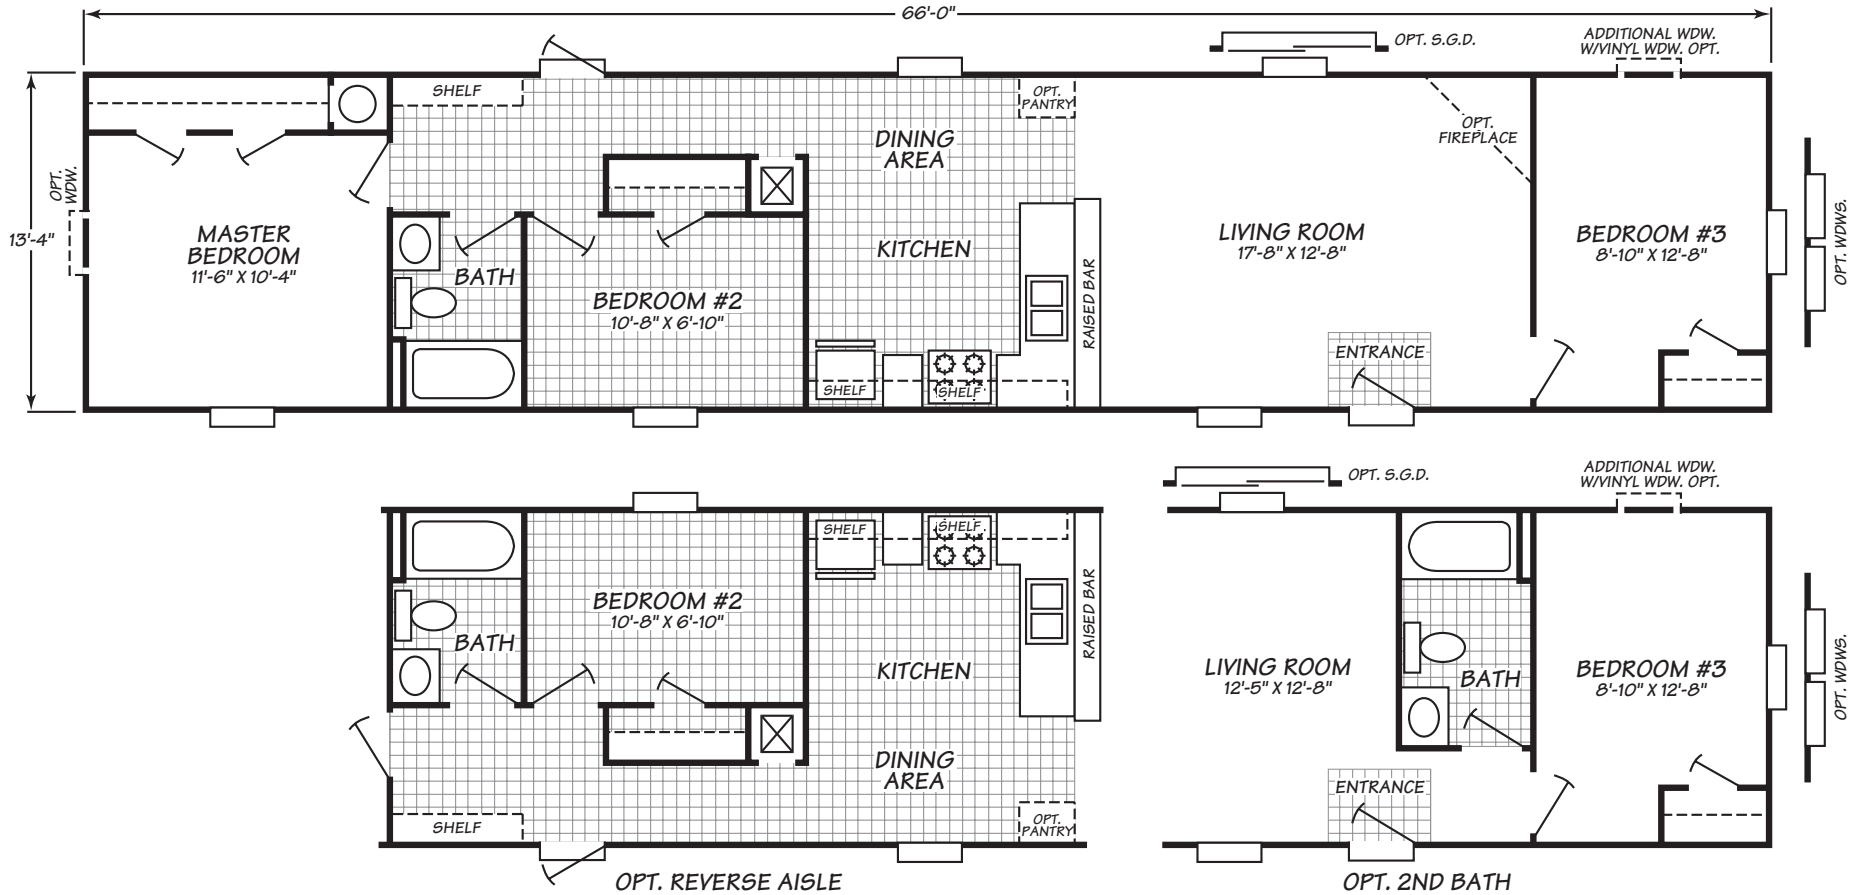 66'-0"
OPT. S.G.D.
ADDITIONAL WDW.
W/VINYL WDW. OPT.
SHELF
OPT.
PANTRY
OPT.
FIREPLACE
DINING
AREA
OPT.
WDW.
13'-4"
MASTER
BEDROOM
11'-6" X 10'-4"
BATH
BEDROOM #2
10'-8" X 6'-10"
KITCHEN
RAISED BAR
LIVING ROOM
17'-8" X 12'-8"
BEDROOM #3
8'-10" X 12'-8"
OPT. WDWS.
ENTRANCE
SHELF
SHELF
OPT. S.G.D.
ADDITIONAL WDW.
W/VINYL WDW. OPT.
SHELF
SHELF
BEDROOM #2
10'-8" X 6'-10"
BATH
KITCHEN
RAISED BAR
DINING
AREA
SHELF
OPT.
PANTRY
OPT. REVERSE AISLE
LIVING ROOM
12'-5" X 12'-8"
BATH
BEDROOM #3
8'-10" X 12'-8"
OPT. WDWS.
ENTRANCE
OPT. 2ND BATH